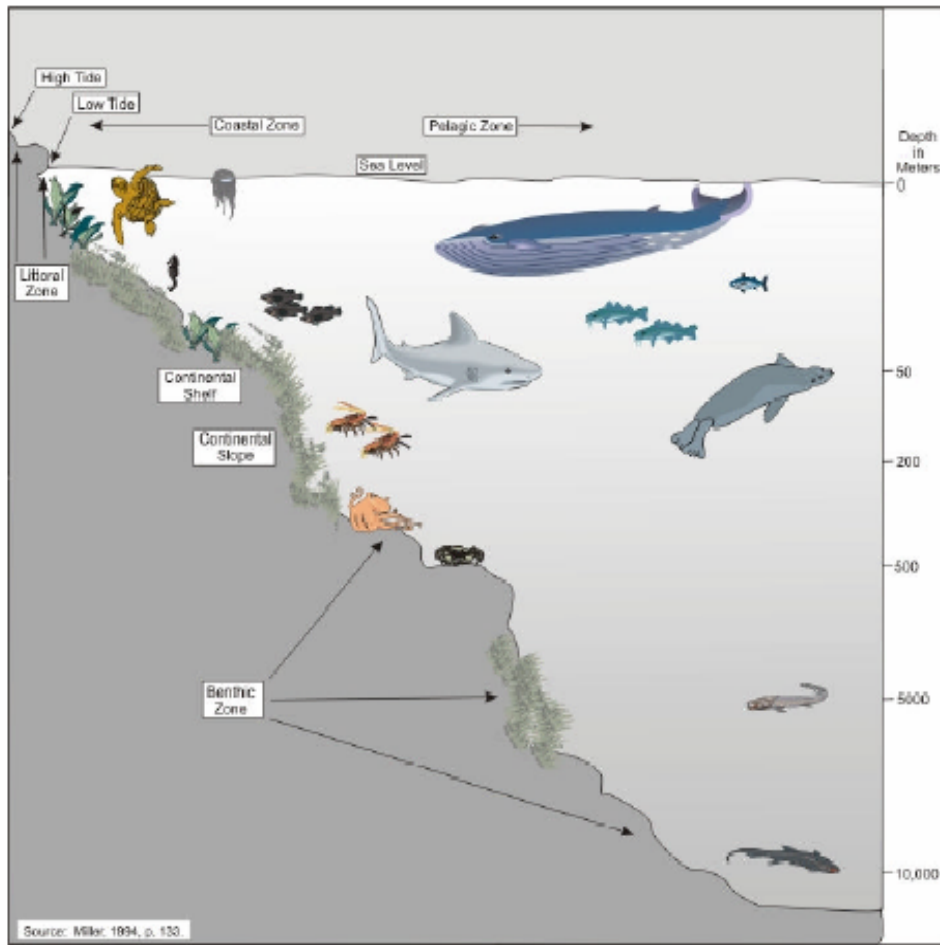 High Tide
Low Tide
Coastal Zone
Pelagic Zone
Sea Level
Depth
in
Meters
0
Littoral
Zone
50
Continental
Shelf
Continental
Slope
200
500
Benthic
Zone
5000
10,000
Source: Miller, 1994, p. 133.